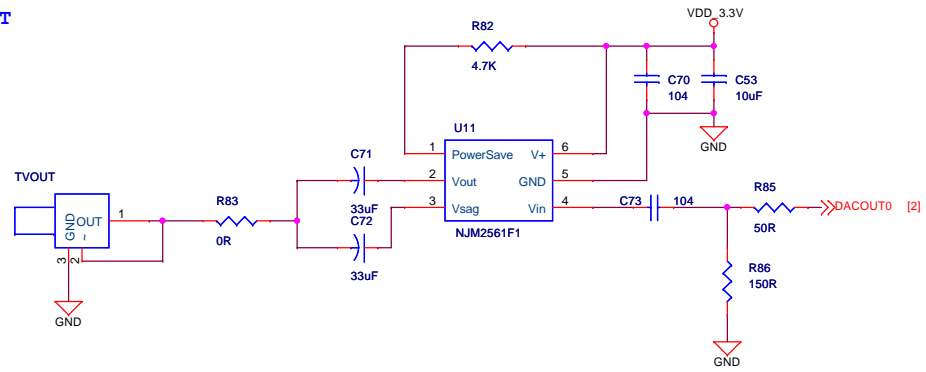 T
VDD_3.3V
R82
4.7K
C70
104
C53
10uF
GND
U11
1 PowerSave V+ 6
2 Vout GND 5
3 Vsag Vin 4
NJM2561F1
C71
33uF
C72
33uF
TVOUT
GND
OUT
~
1
3
2
GND
R83
0R
C73
104
R85
50R
DACOUT0 [2]
R86
150R
GND